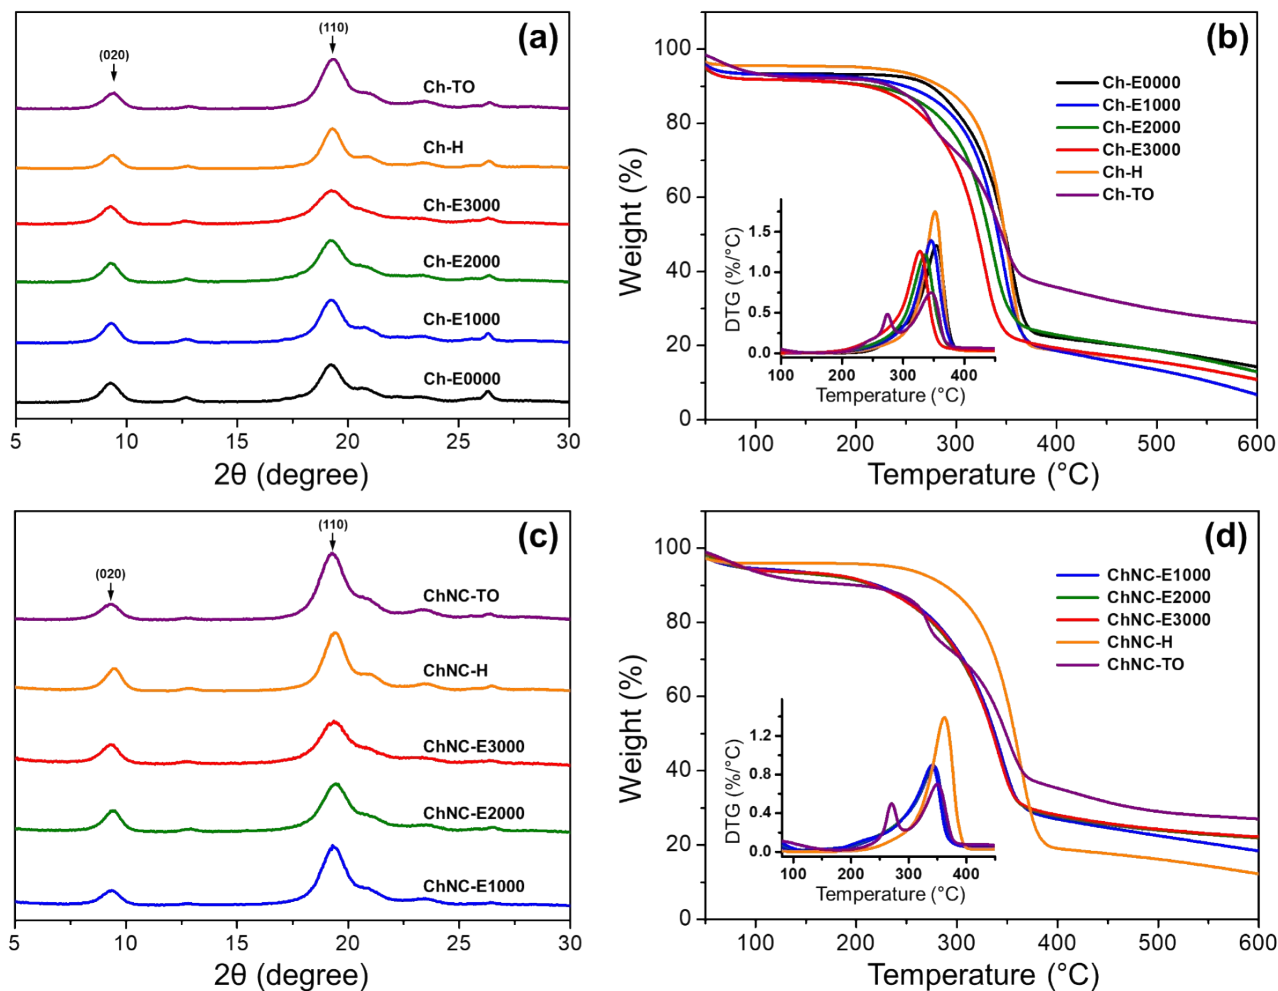 (a)
(020)
(110)
Ch-TO
Ch-H
Ch-E3000
Ch-E2000
Ch-E1000
Ch-E0000
5 10 15 20 25 30
2θ (degree)
(b)
Weight (%)
100
80
60
40
20
0
Ch-E0000
Ch-E1000
Ch-E2000
Ch-E3000
Ch-H
Ch-TO
DTG (%/°C)
1.5
1.0
0.5
0.0
100 200 300 400
Temperature (°C)
100 200 300 400 500 600
Temperature (°C)
(c)
(020)
(110)
ChNC-TO
ChNC-H
ChNC-E3000
ChNC-E2000
ChNC-E1000
5 10 15 20 25 30
2θ (degree)
(d)
Weight (%)
100
80
60
40
20
0
ChNC-E1000
ChNC-E2000
ChNC-E3000
ChNC-H
ChNC-TO
DTG (%/°C)
1.2
0.8
0.4
0.0
100 200 300 400
Temperature (°C)
100 200 300 400 500 600
Temperature (°C)